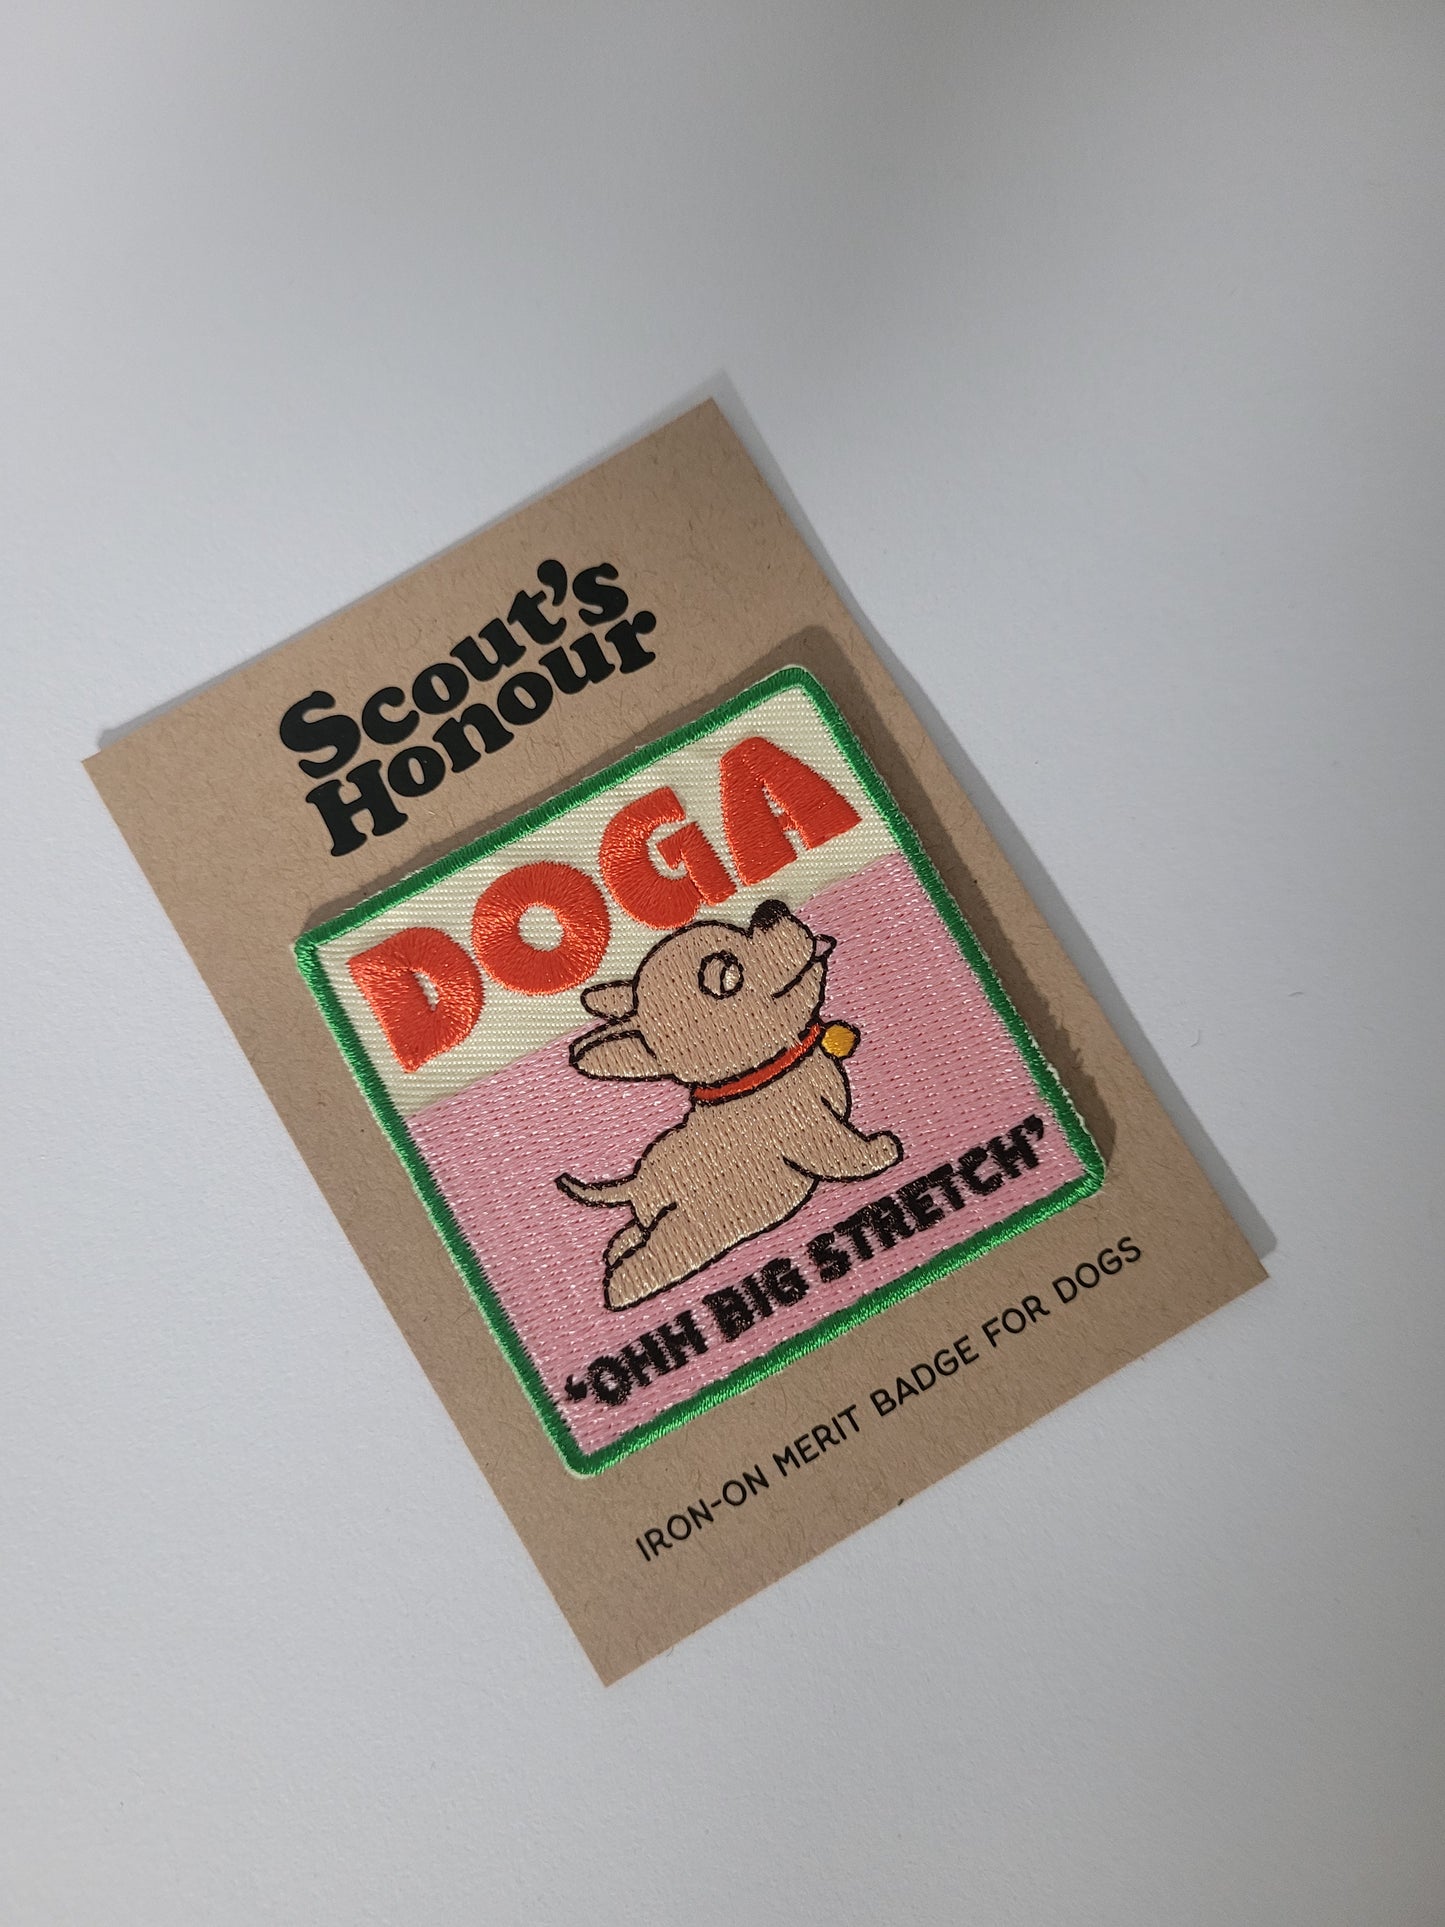 Scout's
Honour
DOGA
'OHH BIG STRETCH'
IRON-ON MERIT BADGE FOR DOGS